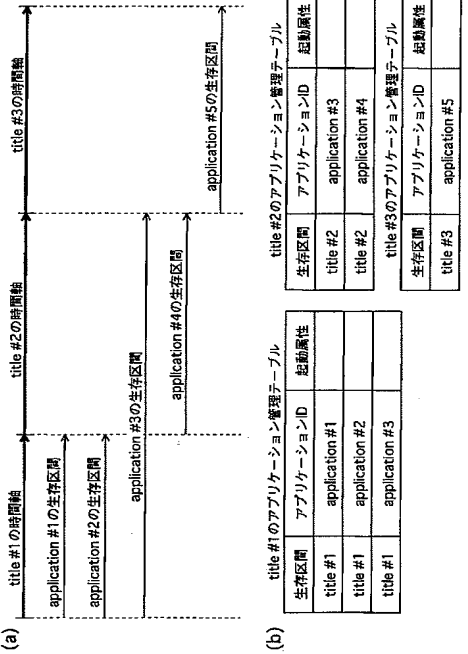 (a)
title #1の時間軸 title #2の時間軸 title #3の時間軸
application #1の生存区間
application #2の生存区間
application #3の生存区間
application #4の生存区間
application #5の生存区間
(b)
title #1のアプリケーション管理テーブル
生存区間 アプリケーションID 起動属性
title #1 application #1
title #1 application #2
title #1 application #3
title #2のアプリケーション管理テーブル
生存区間 アプリケーションID 起動属性
title #2 application #3
title #2 application #4
title #3のアプリケーション管理テーブル
生存区間 アプリケーションID 起動属性
title #3 application #5